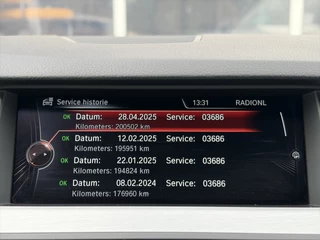 Service historie 13:31 RADIONL
OK Datum: 28.04.2025 Service: 03686
Kilometers: 200502 km
OK Datum: 12.02.2025 Service: 03686
Kilometers: 195951 km
OK Datum: 22.01.2025 Service: 03686
Kilometers: 194824 km
OK Datum: 08.02.2024 Service: 03686
Kilometers: 176960 km